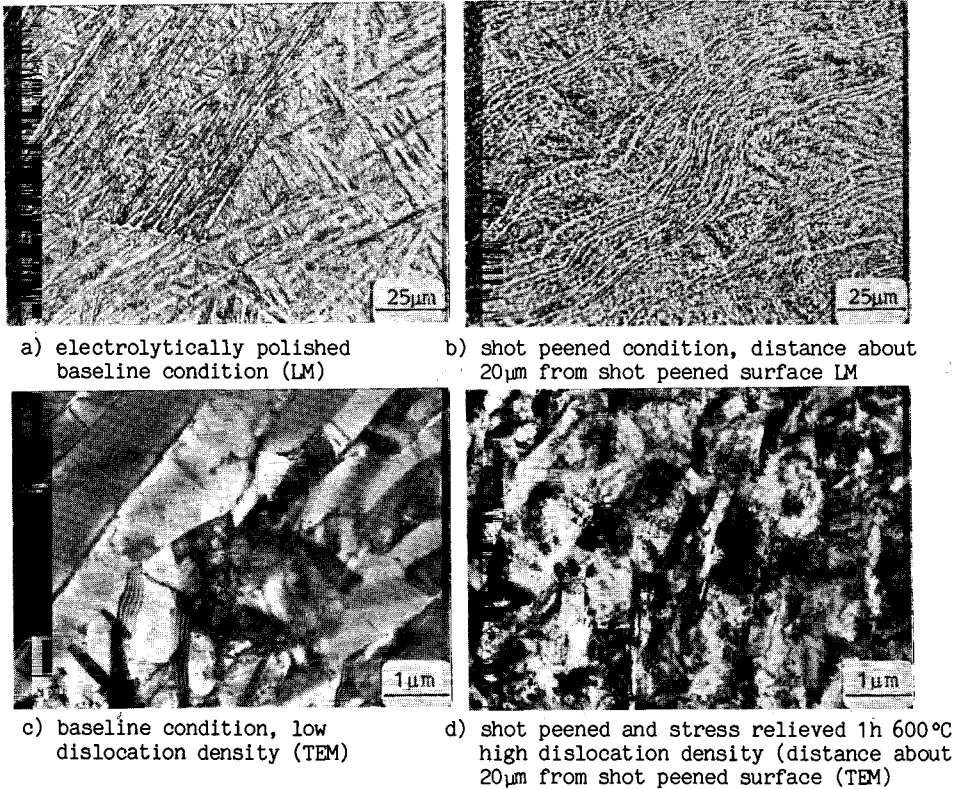 25µm
25µm
a) electrolytically polished
baseline condition (LM)
b) shot peened condition, distance about
20µm from shot peened surface LM
1µm
1µm
c) baseline condition, low
dislocation density (TEM)
d) shot peened and stress relieved 1h 600°C
high dislocation density (distance about
20µm from shot peened surface (TEM)